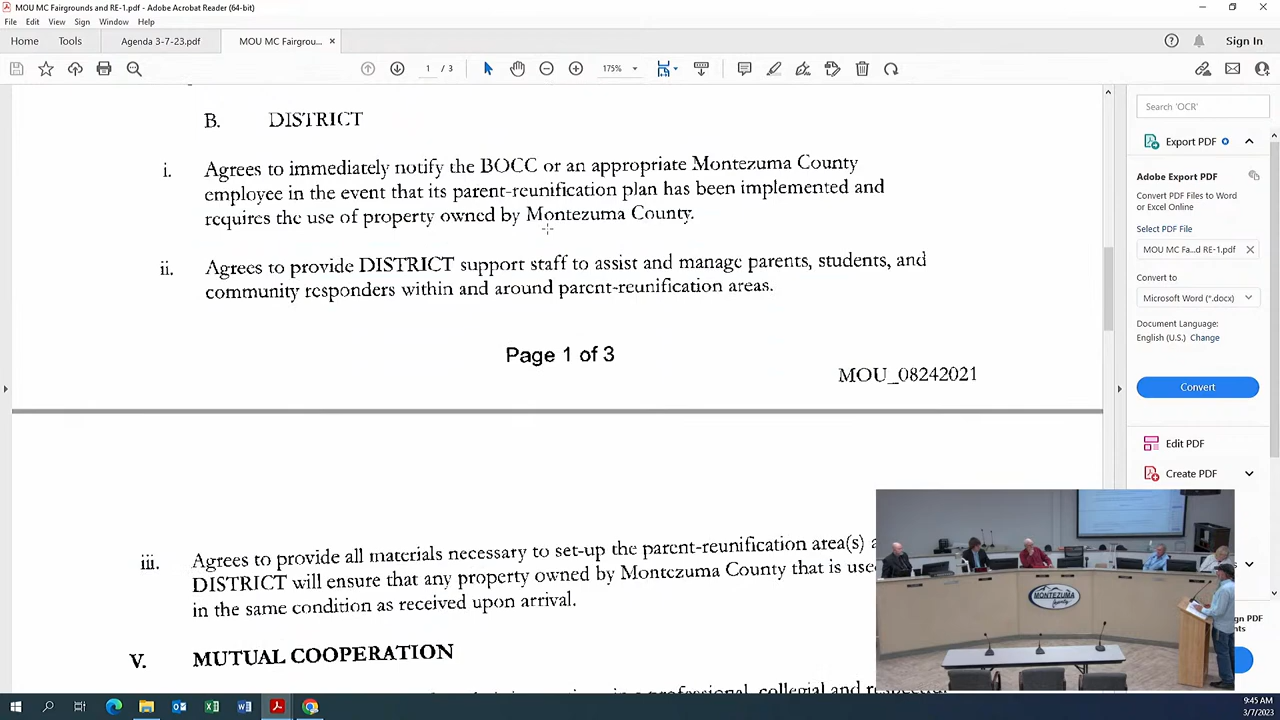 MOU MC Fairgrounds and RE-1.pdf - Adobe Acrobat Reader (64-bit)
File Edit View Sign Window Help
Home Tools Agenda 3-7-23.pdf MOU MC Fairgrou... × Sign In
1 / 3 175%
B. DISTRICT
i. Agrees to immediately notify the BOCC or an appropriate Montezuma County
employee in the event that its parent-reunification plan has been implemented and
requires the use of property owned by Montezuma County.
ii. Agrees to provide DISTRICT support staff to assist and manage parents, students, and
community responders within and around parent-reunification areas.
Page 1 of 3
MOU_08242021
iii. Agrees to provide all materials necessary to set-up the parent-reunification area(s)
DISTRICT will ensure that any property owned by Montezuma County that is
in the same condition as received upon arrival.
V. MUTUAL COOPERATION
professional, collegial and
Search 'OCR'
Export PDF
Adobe Export PDF
Convert PDF Files to Word
or Excel Online
Select PDF File
MOU MC Fa...d RE-1.pdf ×
Convert to
Microsoft Word (*.docx)
Document Language:
English (U.S.) Change
Convert
Edit PDF
Create PDF
MONTEZUMA
County
9:45 AM
3/7/2023